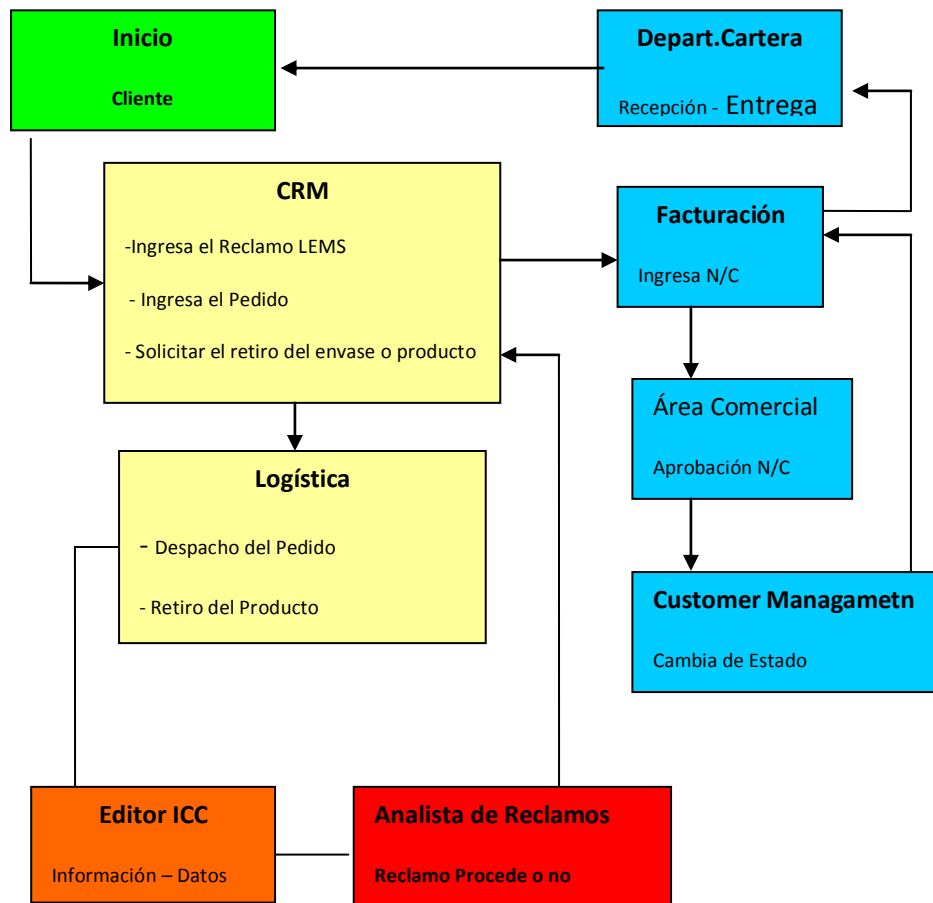 Inicio
Cliente
Depart.Cartera
Recepción - Entrega
CRM
-Ingresa el Reclamo LEMS
- Ingresa el Pedido
- Solicitar el retiro del envase o producto
Facturación
Ingresa N/C
Área Comercial
Aprobación N/C
Logística
- Despacho del Pedido
- Retiro del Producto
Customer Managametn
Cambia de Estado
Editor ICC
Información – Datos
Analista de Reclamos
Reclamo Procede o no